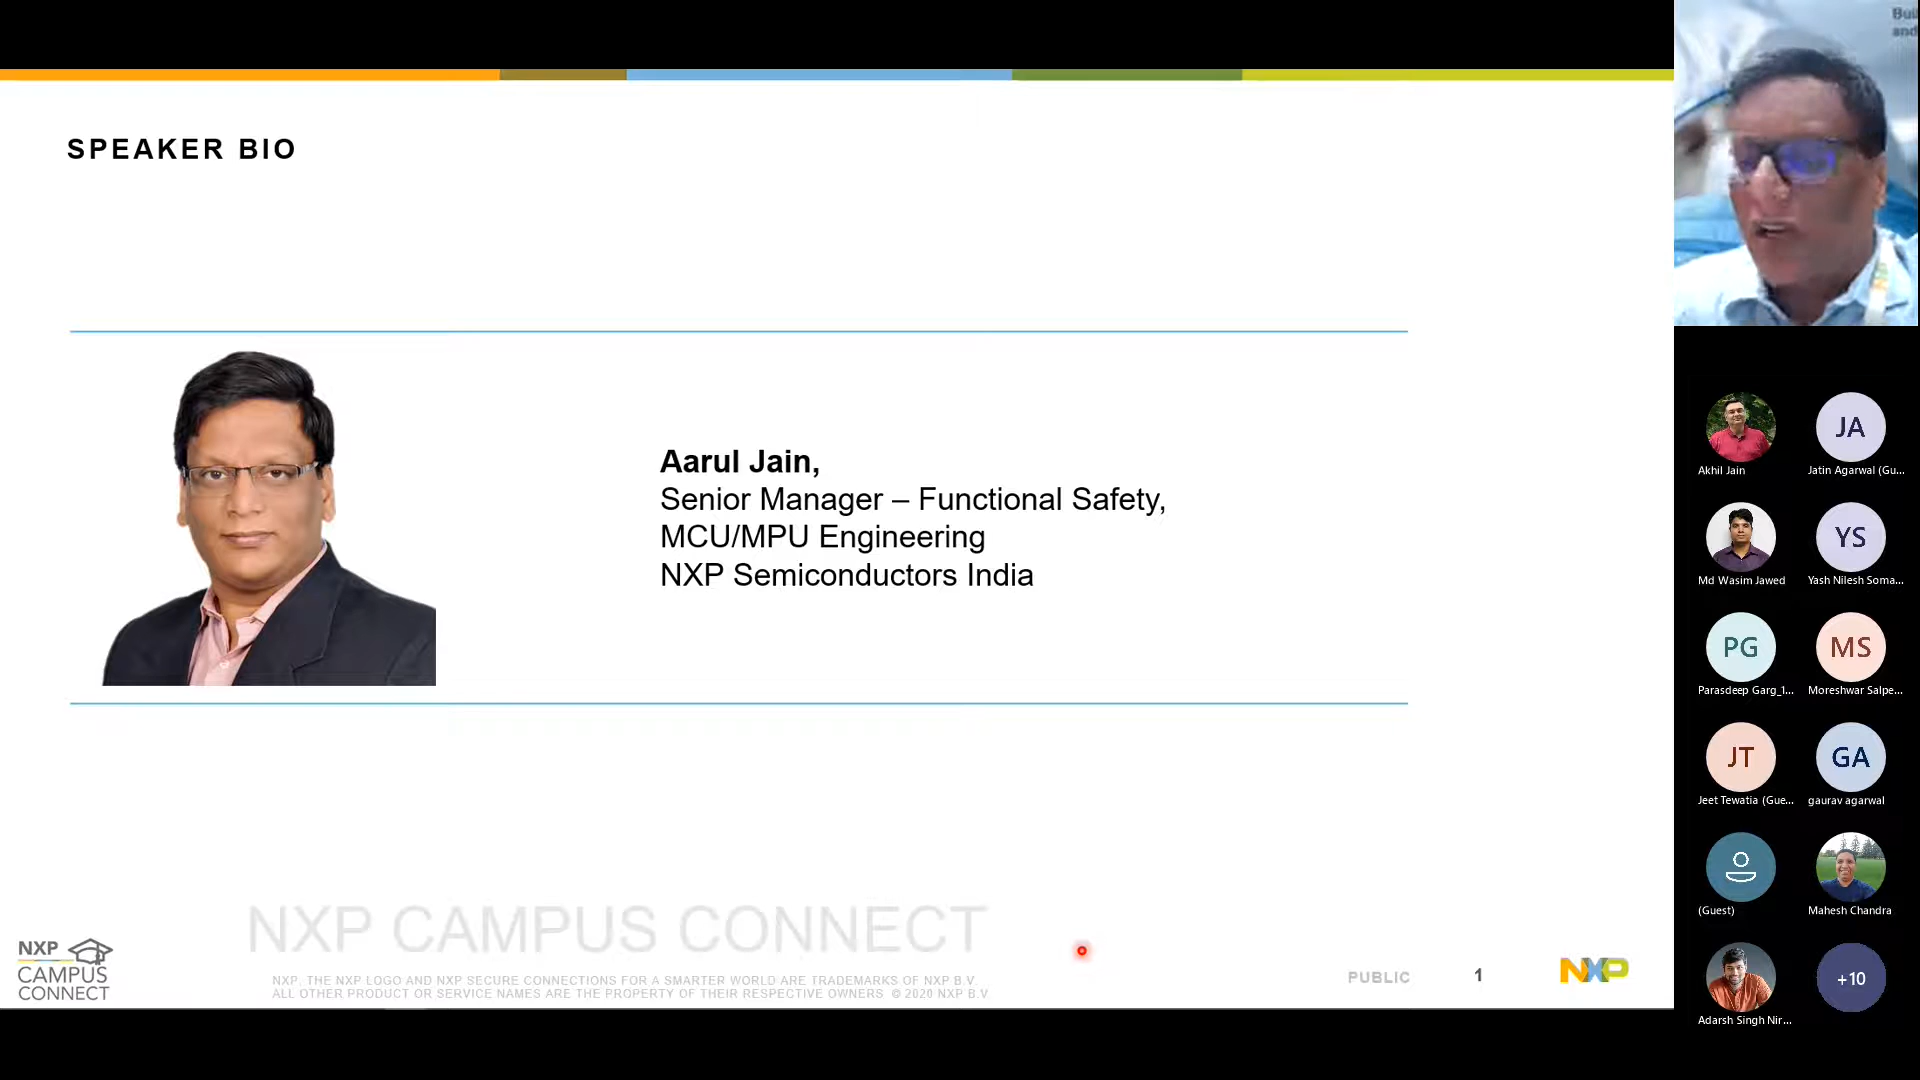 SPEAKER BIO
Aarul Jain,
Senior Manager – Functional Safety,
MCU/MPU Engineering
NXP Semiconductors India
NXP CAMPUS CONNECT
NXP, THE NXP LOGO AND NXP SECURE CONNECTIONS FOR A SMARTER WORLD ARE TRADEMARKS OF NXP B.V.
ALL OTHER PRODUCT OR SERVICE NAMES ARE THE PROPERTY OF THEIR RESPECTIVE OWNERS. © 2020 NXP B.V.
NXP
CAMPUS
CONNECT
PUBLIC
1
NXP
Buil
and
JA
Akhil Jain
Jatin Agarwal (Gu...
YS
Md Wasim Jawed
Yash Nilesh Soma...
PG
MS
Parasdeep Garg_1...
Moreshwar Salpe...
JT
GA
Jeet Tewatia (Gue...
gaurav agarwal
(Guest)
Mahesh Chandra
+10
Adarsh Singh Nir...